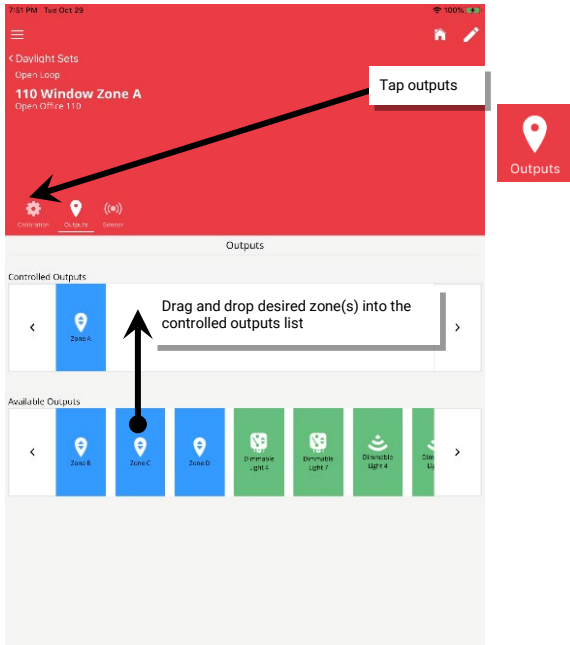 7:51 PM Tue Oct 29
100%
< Daylight Sets
Open Loop
110 Window Zone A
Open Office 110
Tap outputs
Outputs
Calibration Outputs Sensor
Outputs
Controlled Outputs
Zone A
Drag and drop desired zone(s) into the
controlled outputs list
Available Outputs
Zone B Zone C Zone D
Dimmable Dimmable Dimmable Dim
Light 4 Light 7 Light 4 Lig